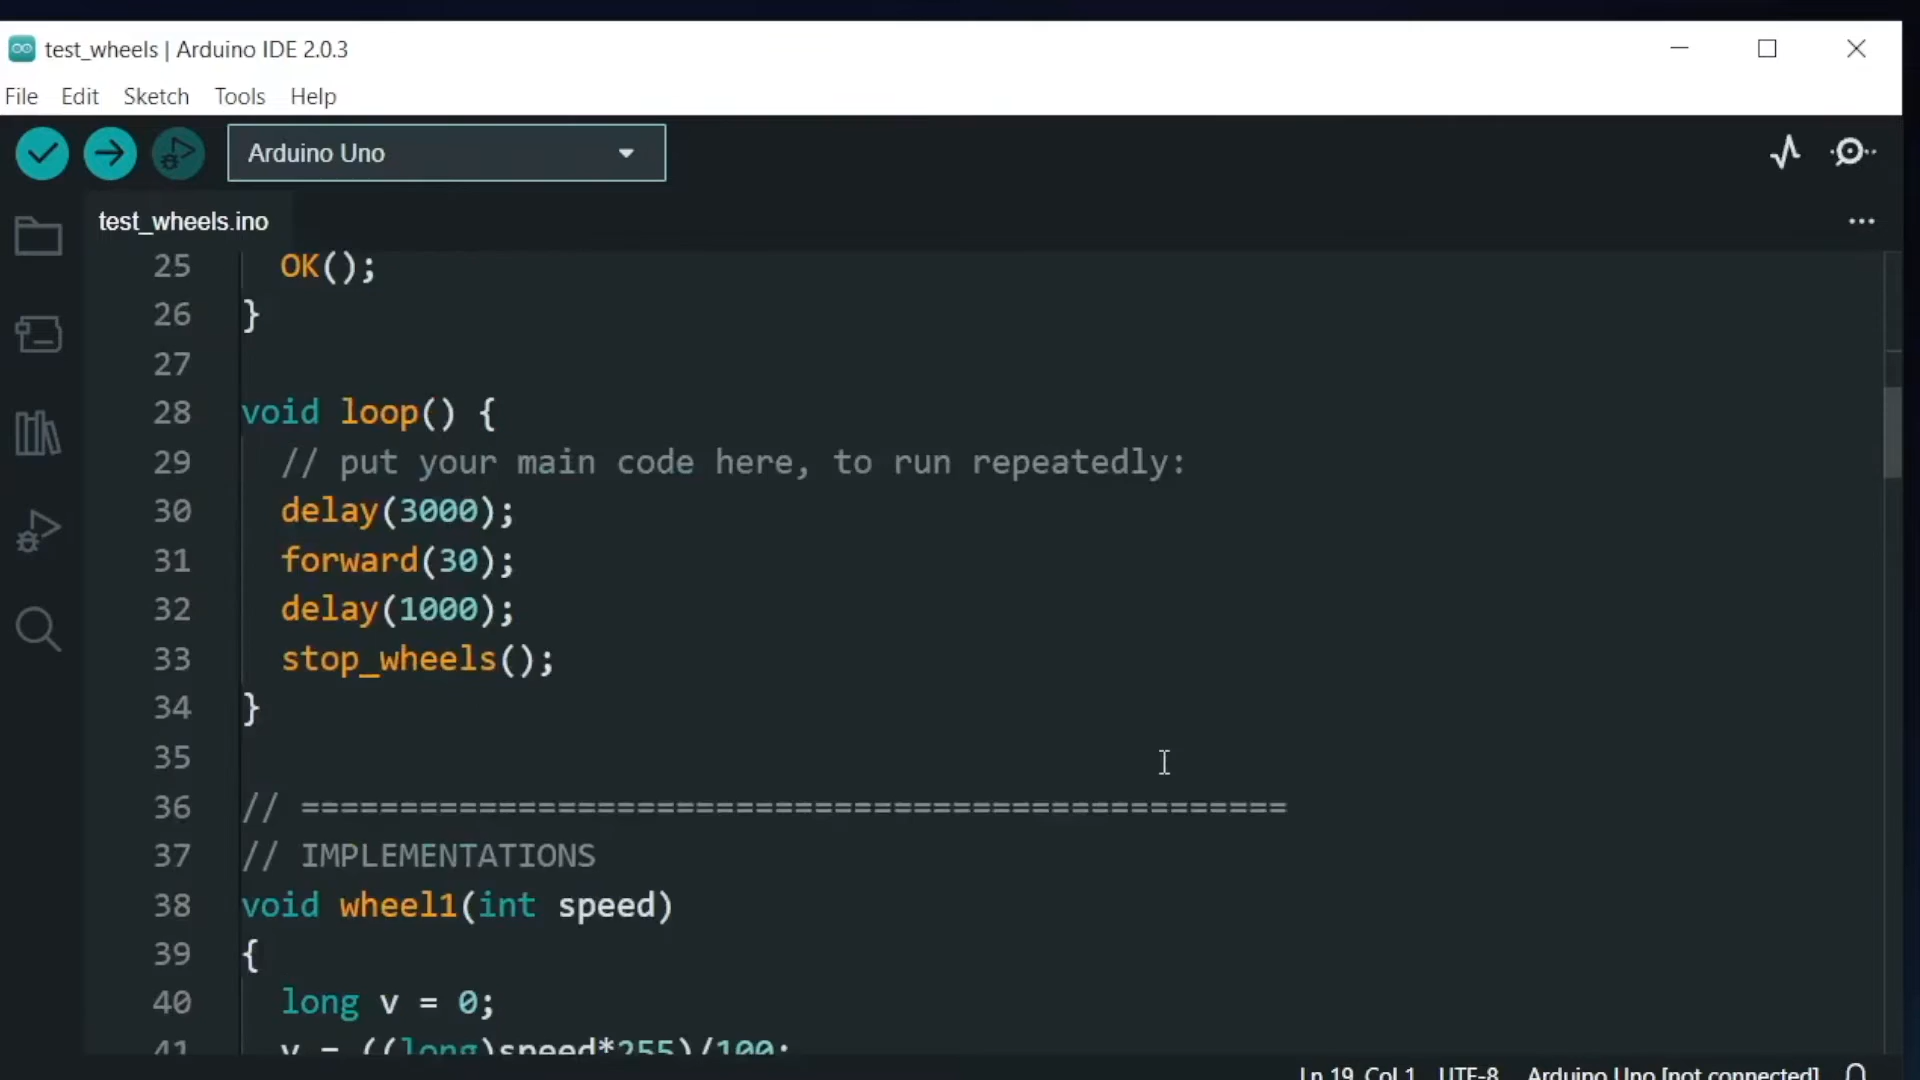 test_wheels | Arduino IDE 2.0.3
File Edit Sketch Tools Help
Arduino Uno
test_wheels.ino
25 OK();
26 }
27
28 void loop() {
29 // put your main code here, to run repeatedly:
30 delay(3000);
31 forward(30);
32 delay(1000);
33 stop_wheels();
34 }
35
36 // ==================================================
37 // IMPLEMENTATIONS
38 void wheel1(int speed)
39 {
40 long v = 0;
41 v = ((long)speed*255)/100;
Ln 19, Col 1 UTF-8 Arduino Uno [not connected]